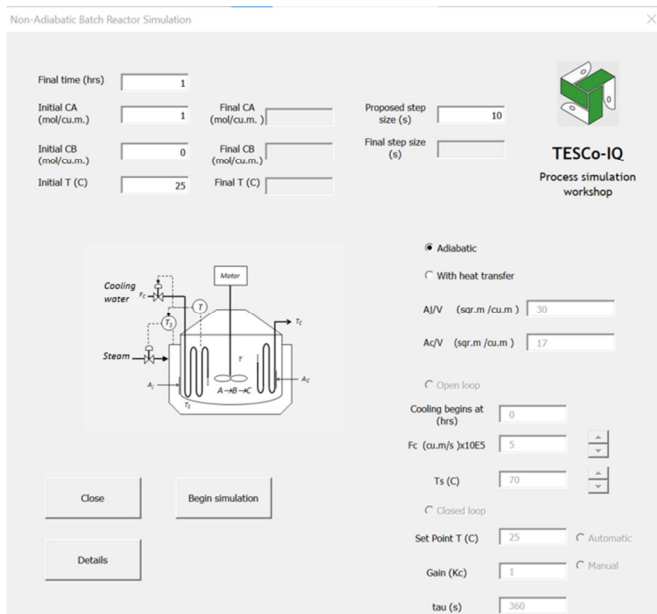 Non-Adiabatic Batch Reactor Simulation
Final time (hrs) 1
Initial CA (mol/cu.m.) 1
Final CA (mol/cu.m. )
Proposed step size (s) 10
Initial CB (mol/cu.m.) 0
Final CB (mol/cu.m.)
Final step size (s)
Initial T (C) 25
Final T (C)
TESCo-IQ
Process simulation
workshop
Adiabatic
With heat transfer
AJ/V (sqr.m /cu.m ) 30
Ac/V (sqr.m /cu.m ) 17
Motor
Cooling
water
Fc
T
Ts
Tc
Steam
T
AJ
Ac
A→B→C
Ts
Open loop
Cooling begins at (hrs) 0
Fc (cu.m/s )x10E5 5
Ts (C) 70
Closed loop
Set Point T (C) 25
Automatic
Gain (Kc) 1
Manual
tau (s) 360
Close
Begin simulation
Details